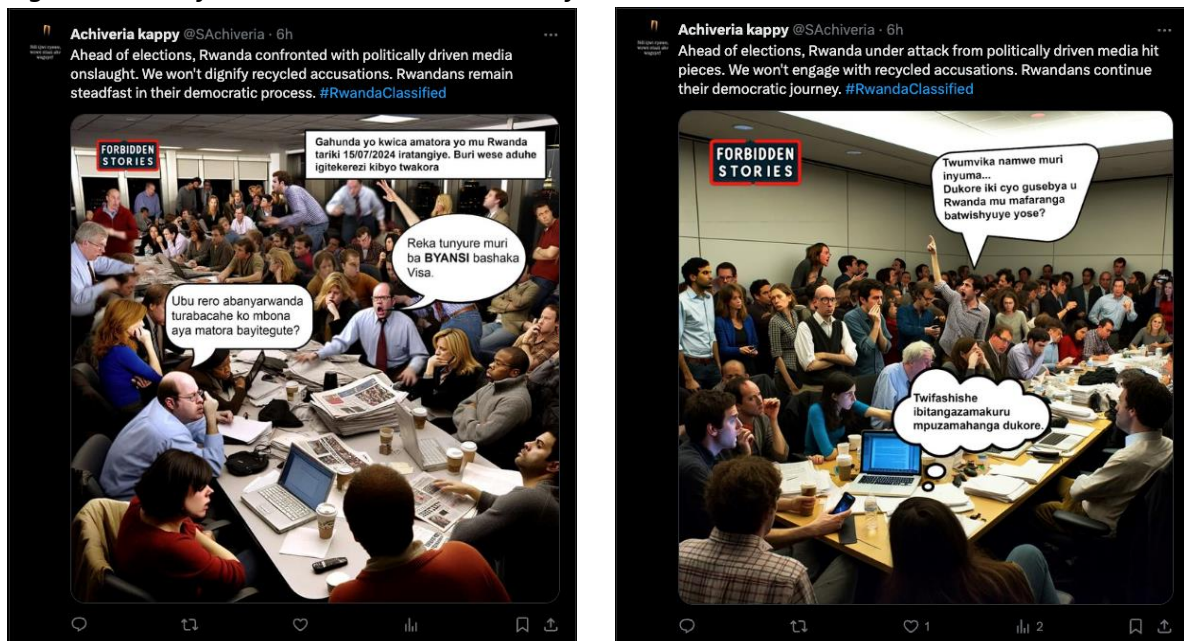 Achiveria kappy @SAchiveria · 6h
Ahead of elections, Rwanda confronted with politically driven media
onslaught. We won't dignify recycled accusations. Rwandans remain
steadfast in their democratic process. #RwandaClassified
FORBIDDEN
STORIES
Gahunda yo kwica amatora yo mu Rwanda
tariki 15/07/2024 iratangiye. Buri wese aduhe
igitekerezi kibyo twakora
Reka tunyure muri
ba BYANSI bashaka
Visa.
Ubu rero abanyarwanda
turabacahe ko mbona
aya matora bayitegute?
Achiveria kappy @SAchiveria · 6h
Ahead of elections, Rwanda under attack from politically driven media hit
pieces. We won't engage with recycled accusations. Rwandans continue
their democratic journey. #RwandaClassified
FORBIDDEN
STORIES
Twumvika namwe muri
inyuma...
Dukore iki cyo gusebya u
Rwanda mu mafaranga
batwishyuye yose?
Twifashishe
ibitangazamakuru
mpuzamahanga dukore.
1
2